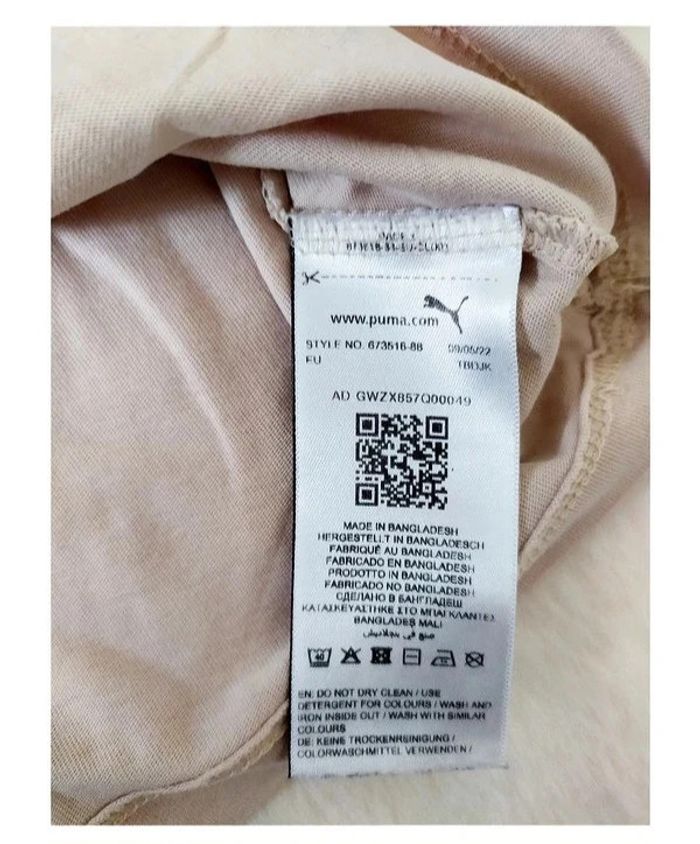 www.puma.com
STYLE NO. 673516-88 09/05/22
EU TBDJK
AD GWZX857Q00049
MADE IN BANGLADESH
HERGESTELLT IN BANGLADESCH
FABRIQUÉ AU BANGLADESH
FABRICADO EN BANGLADESH
PRODOTTO IN BANGLADESH
FABRICADO NO BANGLADESH
СДЕЛАНО В БАНГЛАДЕШ
ΚΑΤΑΣΚΕΥΑΣΤΗΚΕ ΣΤΟ ΜΠΑΓΚΛΑΝΤΕΣ
BANGLADEŞ MALI
صنع في بنجلاديش
40
EN: DO NOT DRY CLEAN / USE
DETERGENT FOR COLOURS / WASH AND
IRON INSIDE OUT / WASH WITH SIMILAR
COLOURS
DE: KEINE TROCKENREINIGUNG /
COLORWASCHMITTEL VERWENDEN /